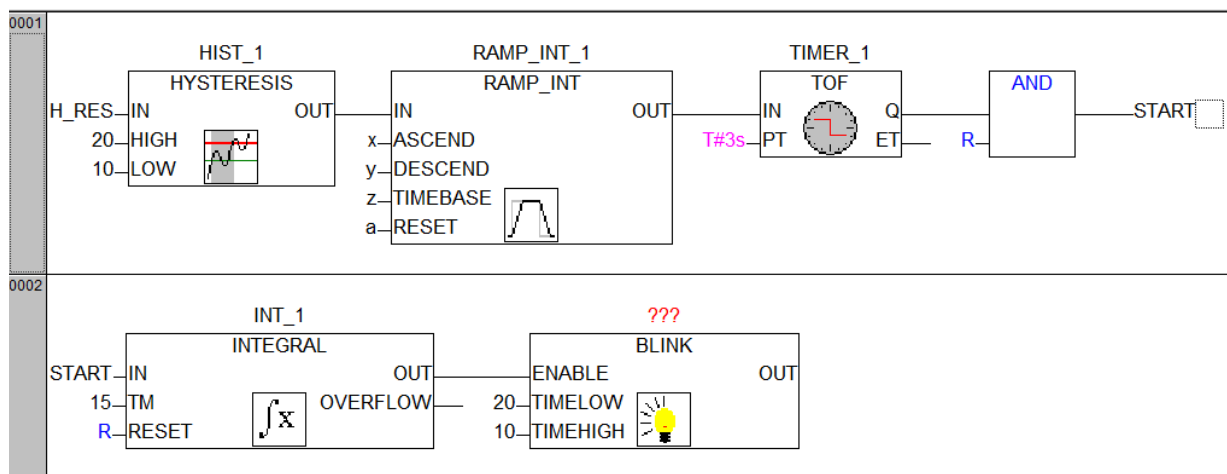 0001
HIST_1 RAMP_INT_1 TIMER_1
HYSTERESIS RAMP_INT TOF AND
H_RES IN OUT IN OUT IN Q START
20 HIGH x ASCEND T#3s PT ET R
10 LOW y DESCEND
z TIMEBASE
a RESET
0002
INT_1 ???
INTEGRAL BLINK
START IN OUT ENABLE OUT
15 TM OVERFLOW 20 TIMELOW
R RESET 10 TIMEHIGH
∫x